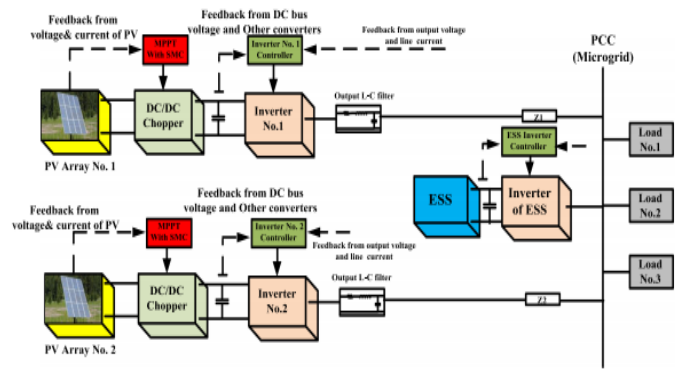 Feedback from
voltage& current of PV
MPPT
With SMC
Feedback from DC bus
voltage and Other converters
Inverter No. 1
Controller
Feedback from output voltage
and line current
PCC
(Microgrid)
DC/DC
Chopper
Inverter
No.1
Output L-C filter
Z1
PV Array No. 1
ESS Inverter
Controller
Load
No.1
ESS
Inverter
of ESS
Load
No.2
Feedback from
voltage& current of PV
MPPT
With SMC
Feedback from DC bus
voltage and Other converters
Inverter No. 2
Controller
Feedback from output voltage
and line current
Load
No.3
DC/DC
Chopper
Inverter
No.2
Output L-C filter
Z2
PV Array No. 2